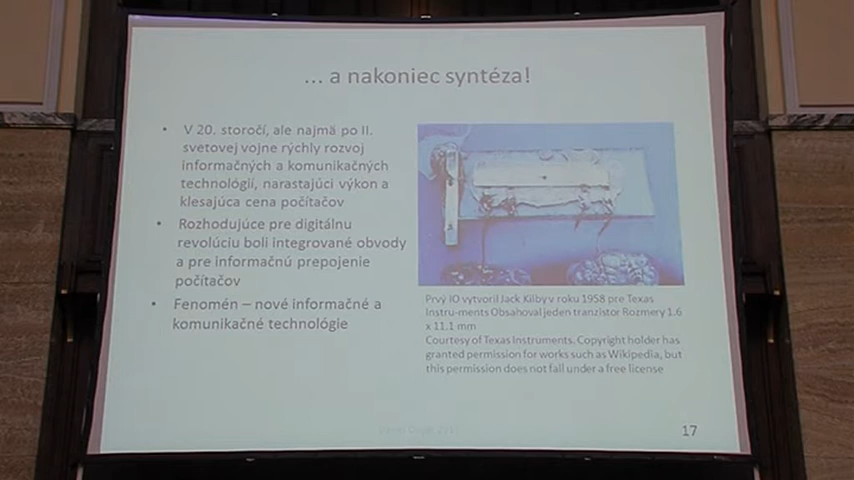 ... a nakoniec syntéza!
• V 20. storočí, ale najmä po II.
svetovej vojne rýchly rozvoj
informačných a komunikačných
technológií, narastajúci výkon a
klesajúca cena počítačov
• Rozhodujúce pre digitálnu
revolúciu boli integrované obvody
a pre informačnú prepojenie
počítačov
• Fenomén – nové informačné a
komunikačné technológie
Prvý IO vytvoril Jack Kilby v roku 1958 pre Texas
Instru-ments Obsahoval jeden tranzistor Rozmery 1.6
x 11.1 mm
Courtesy of Texas Instruments. Copyright holder has
granted permission for works such as Wikipedia, but
this permission does not fall under a free license
17